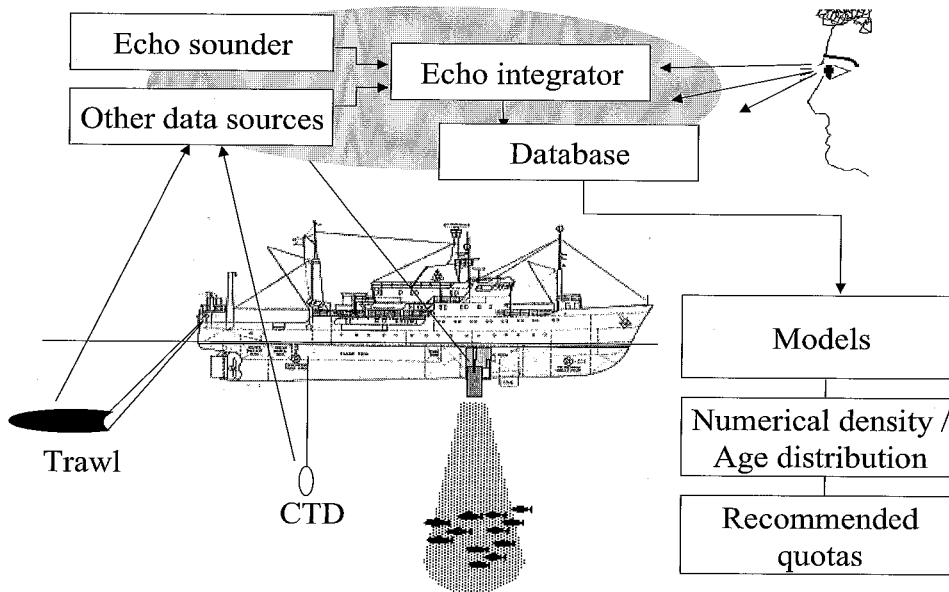 Echo sounder
Other data sources
Echo integrator
Database
Models
Numerical density /
Age distribution
Recommended
quotas
Trawl
CTD